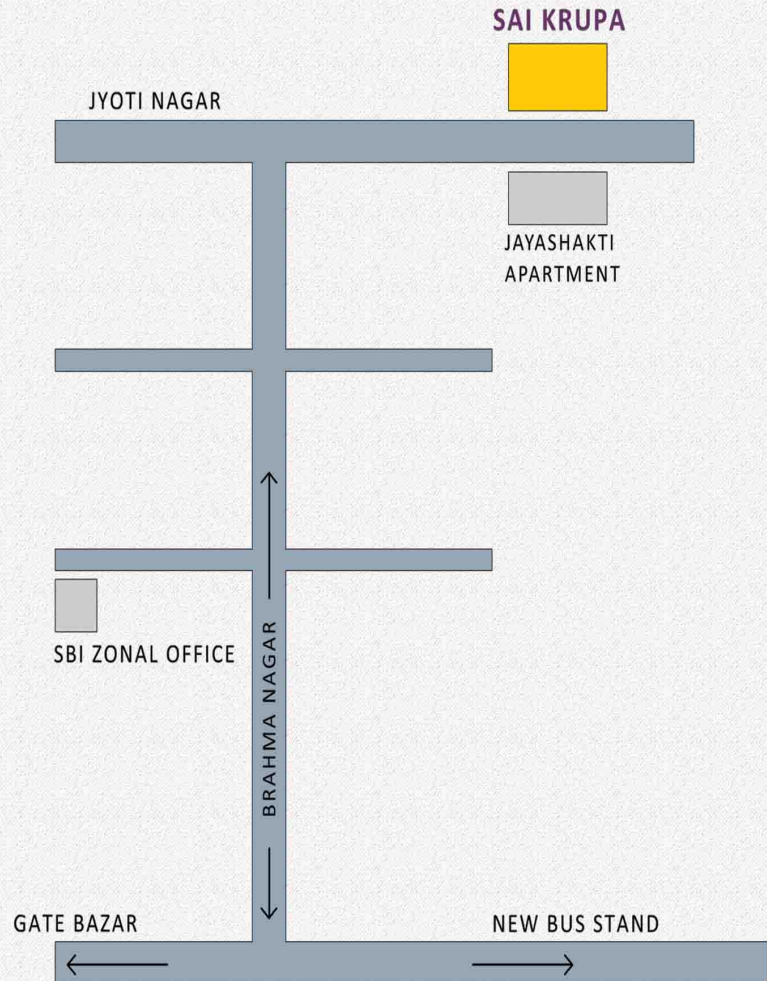 SAI KRUPA
JYOTI NAGAR
JAYASHAKTI
APARTMENT
SBI ZONAL OFFICE
BRAHMA NAGAR
GATE BAZAR
NEW BUS STAND